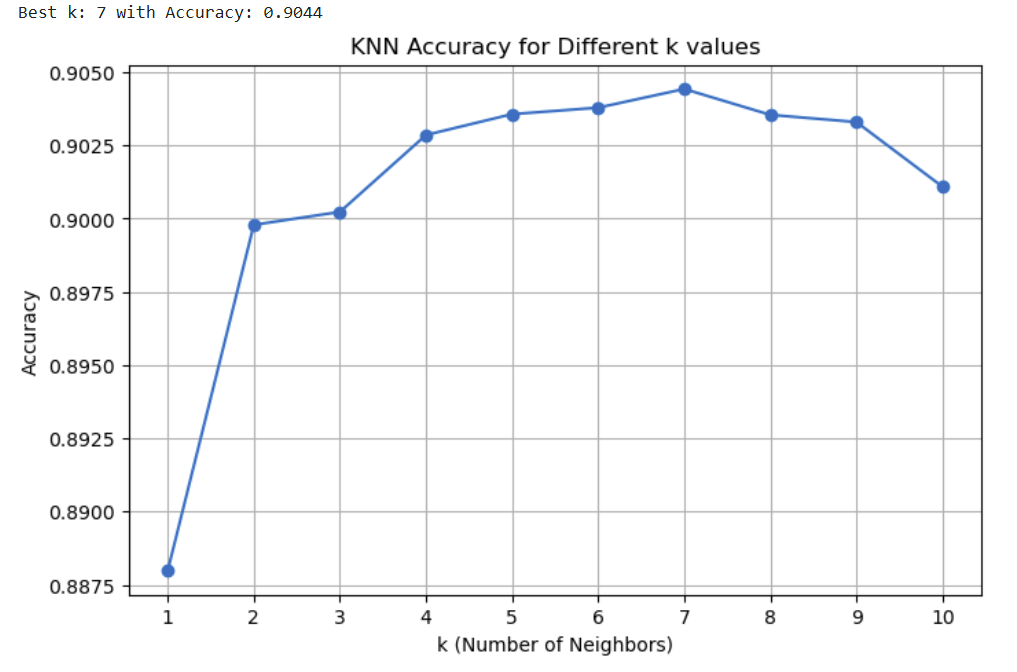 Best k: 7 with Accuracy: 0.9044
KNN Accuracy for Different k values
0.9050
0.9025
0.9000
0.8975
0.8950
0.8925
0.8900
0.8875
Accuracy
1 2 3 4 5 6 7 8 9 10
k (Number of Neighbors)